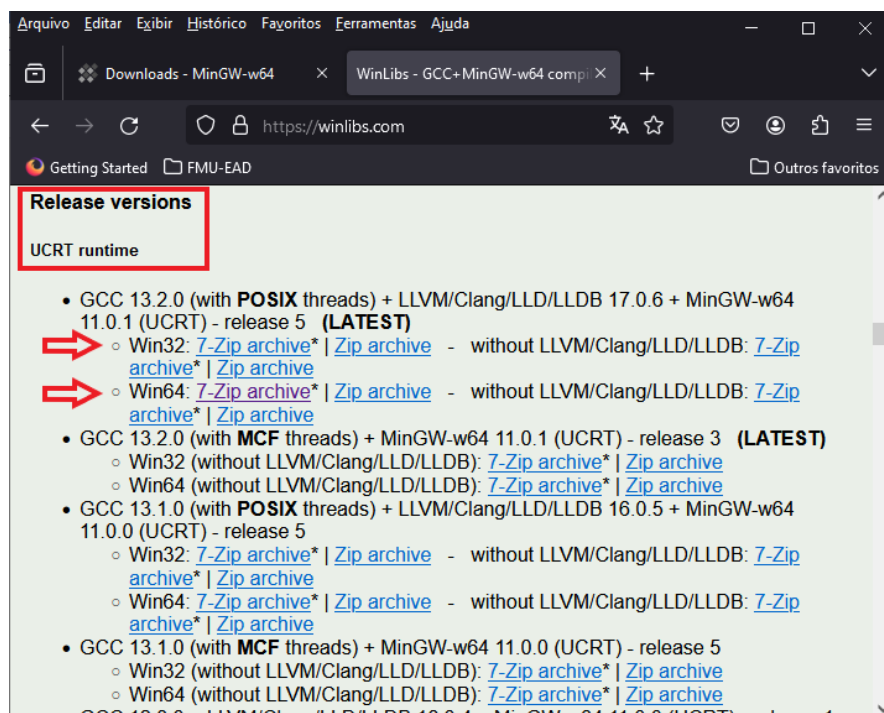 Arquivo Editar Exibir Histórico Favoritos Ferramentas Ajuda
Downloads - MinGW-w64
WinLibs - GCC+MinGW-w64 compi
https://winlibs.com
Getting Started FMU-EAD Outros favoritos
Release versions
UCRT runtime
• GCC 13.2.0 (with POSIX threads) + LLVM/Clang/LLD/LLDB 17.0.6 + MinGW-w64
11.0.1 (UCRT) - release 5 (LATEST)
○ Win32: 7-Zip archive* | Zip archive - without LLVM/Clang/LLD/LLDB: 7-Zip
archive* | Zip archive
○ Win64: 7-Zip archive* | Zip archive - without LLVM/Clang/LLD/LLDB: 7-Zip
archive* | Zip archive
• GCC 13.2.0 (with MCF threads) + MinGW-w64 11.0.1 (UCRT) - release 3 (LATEST)
○ Win32 (without LLVM/Clang/LLD/LLDB): 7-Zip archive* | Zip archive
○ Win64 (without LLVM/Clang/LLD/LLDB): 7-Zip archive* | Zip archive
• GCC 13.1.0 (with POSIX threads) + LLVM/Clang/LLD/LLDB 16.0.5 + MinGW-w64
11.0.0 (UCRT) - release 5
○ Win32: 7-Zip archive* | Zip archive - without LLVM/Clang/LLD/LLDB: 7-Zip
archive* | Zip archive
○ Win64: 7-Zip archive* | Zip archive - without LLVM/Clang/LLD/LLDB: 7-Zip
archive* | Zip archive
• GCC 13.1.0 (with MCF threads) + MinGW-w64 11.0.0 (UCRT) - release 5
○ Win32 (without LLVM/Clang/LLD/LLDB): 7-Zip archive* | Zip archive
○ Win64 (without LLVM/Clang/LLD/LLDB): 7-Zip archive* | Zip archive